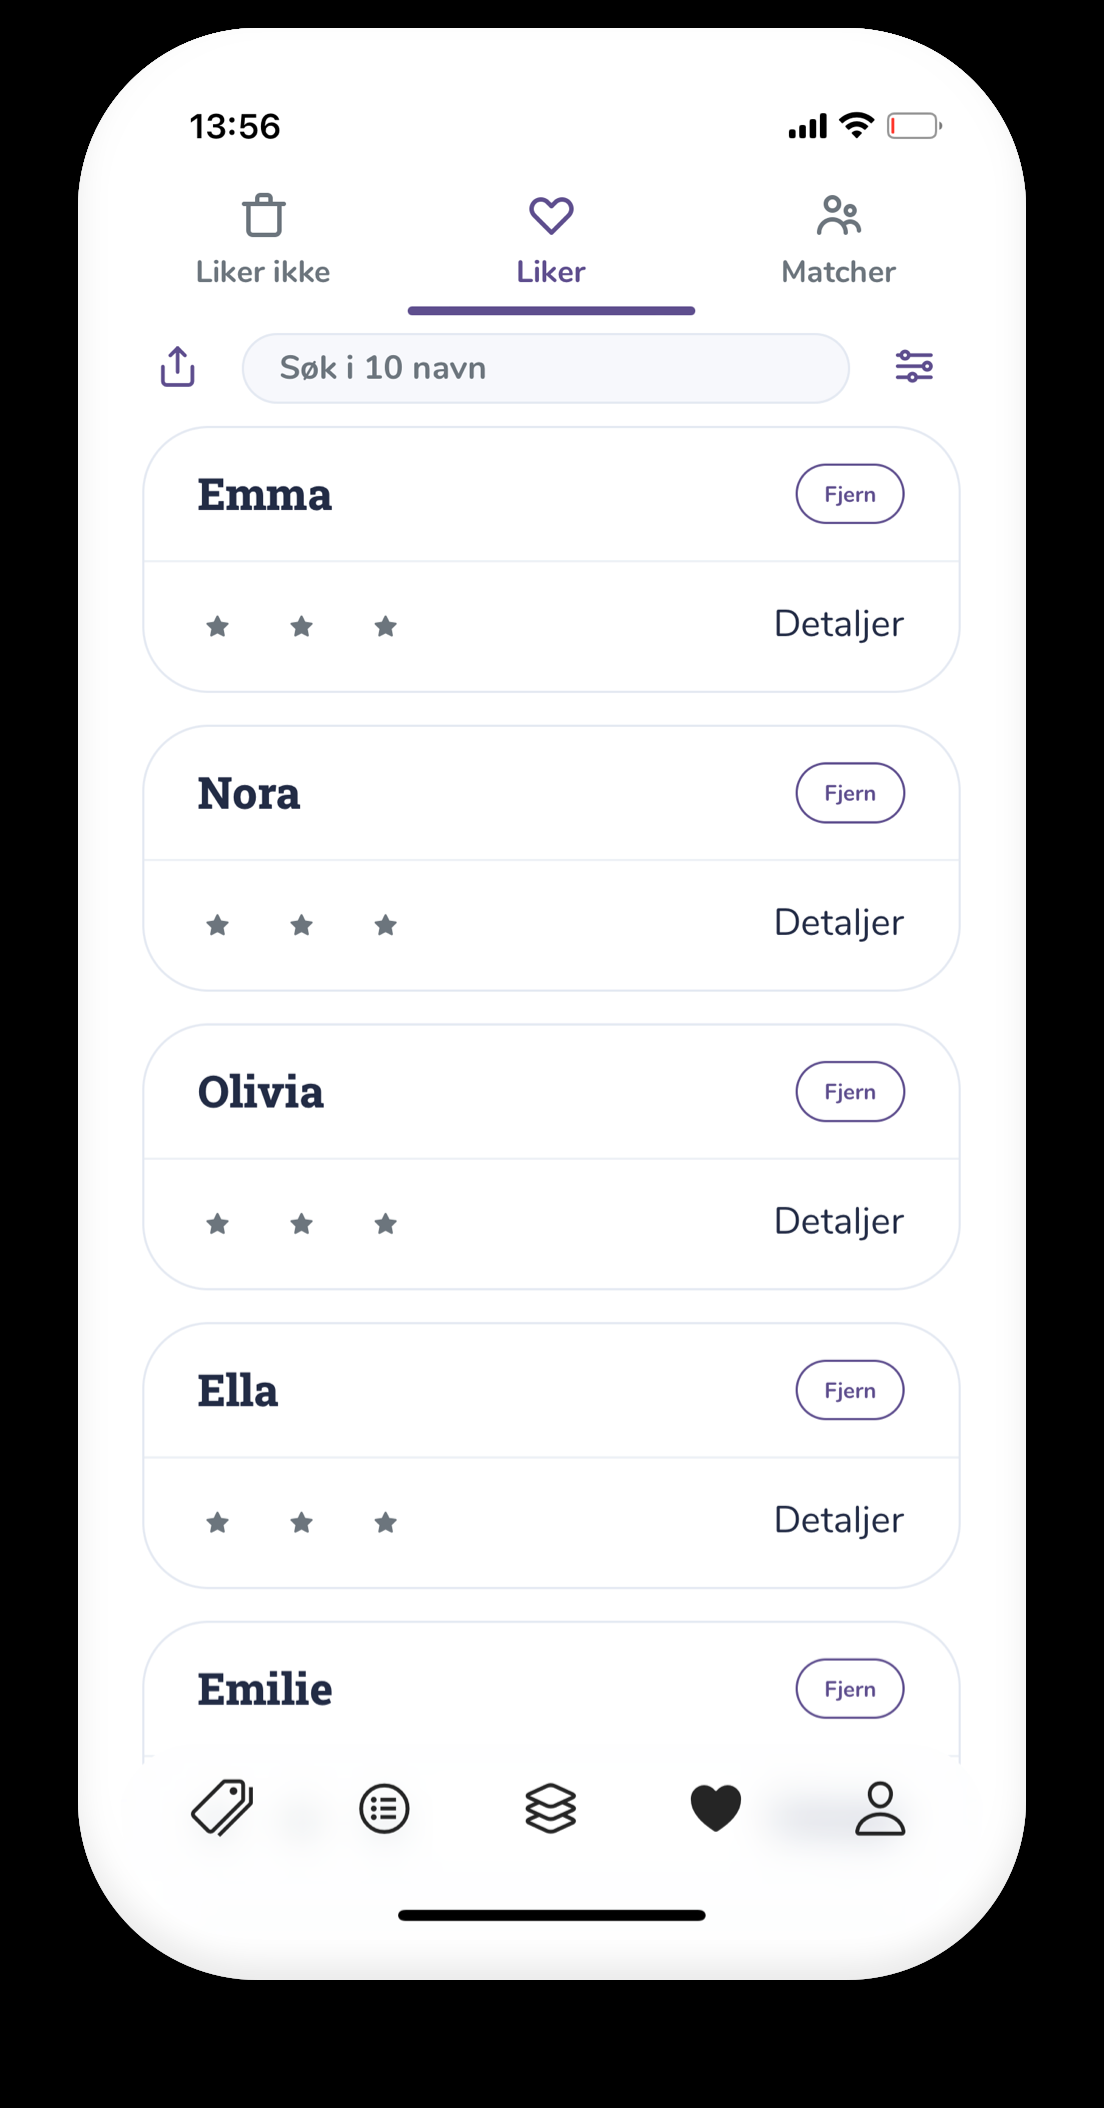 13:56
Liker ikke
Liker
Matcher
Søk i 10 navn
Emma
Fjern
Detaljer
Nora
Fjern
Detaljer
Olivia
Fjern
Detaljer
Ella
Fjern
Detaljer
Emilie
Fjern